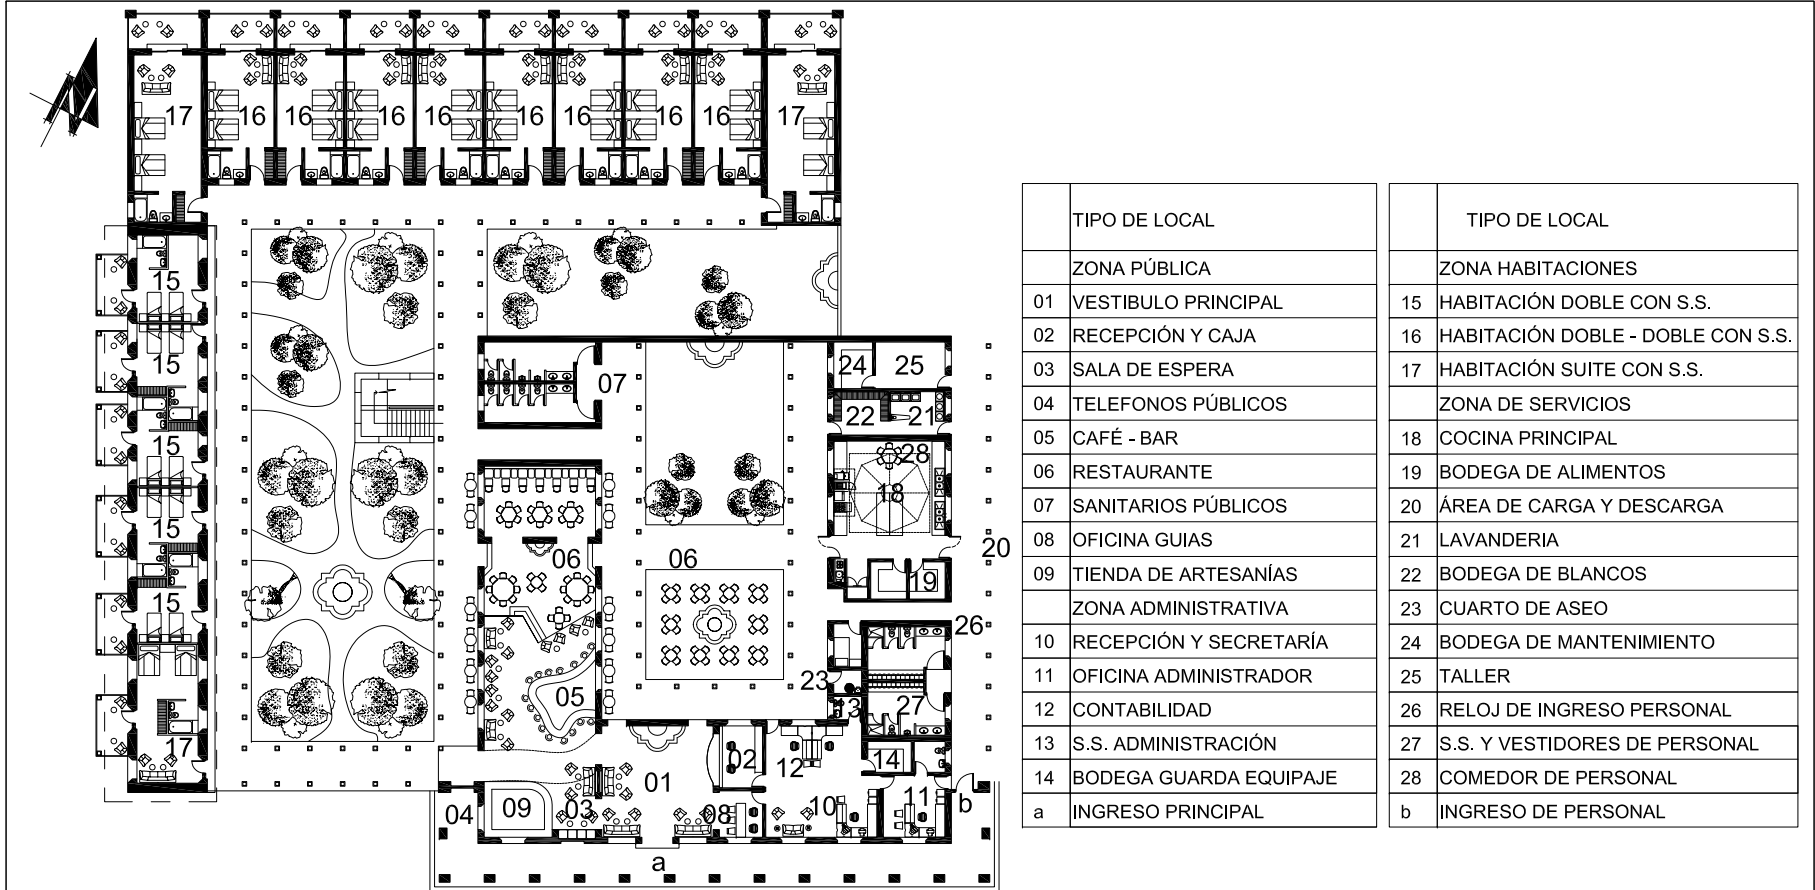 17 16 16 16 16 16 16 16 16 17
15
15
15
15
15
17
07
24 25
22 21
28
18
06 06
20
19
26
05
23
13
27
01 02 12 14
04 09 03 08 10 11 b
a
TIPO DE LOCAL
ZONA PÚBLICA
01 VESTIBULO PRINCIPAL
02 RECEPCIÓN Y CAJA
03 SALA DE ESPERA
04 TELEFONOS PÚBLICOS
05 CAFÉ - BAR
06 RESTAURANTE
07 SANITARIOS PÚBLICOS
08 OFICINA GUIAS
09 TIENDA DE ARTESANÍAS
ZONA ADMINISTRATIVA
10 RECEPCIÓN Y SECRETARÍA
11 OFICINA ADMINISTRADOR
12 CONTABILIDAD
13 S.S. ADMINISTRACIÓN
14 BODEGA GUARDA EQUIPAJE
a INGRESO PRINCIPAL
TIPO DE LOCAL
ZONA HABITACIONES
15 HABITACIÓN DOBLE CON S.S.
16 HABITACIÓN DOBLE - DOBLE CON S.S.
17 HABITACIÓN SUITE CON S.S.
ZONA DE SERVICIOS
18 COCINA PRINCIPAL
19 BODEGA DE ALIMENTOS
20 ÁREA DE CARGA Y DESCARGA
21 LAVANDERIA
22 BODEGA DE BLANCOS
23 CUARTO DE ASEO
24 BODEGA DE MANTENIMIENTO
25 TALLER
26 RELOJ DE INGRESO PERSONAL
27 S.S. Y VESTIDORES DE PERSONAL
28 COMEDOR DE PERSONAL
b INGRESO DE PERSONAL